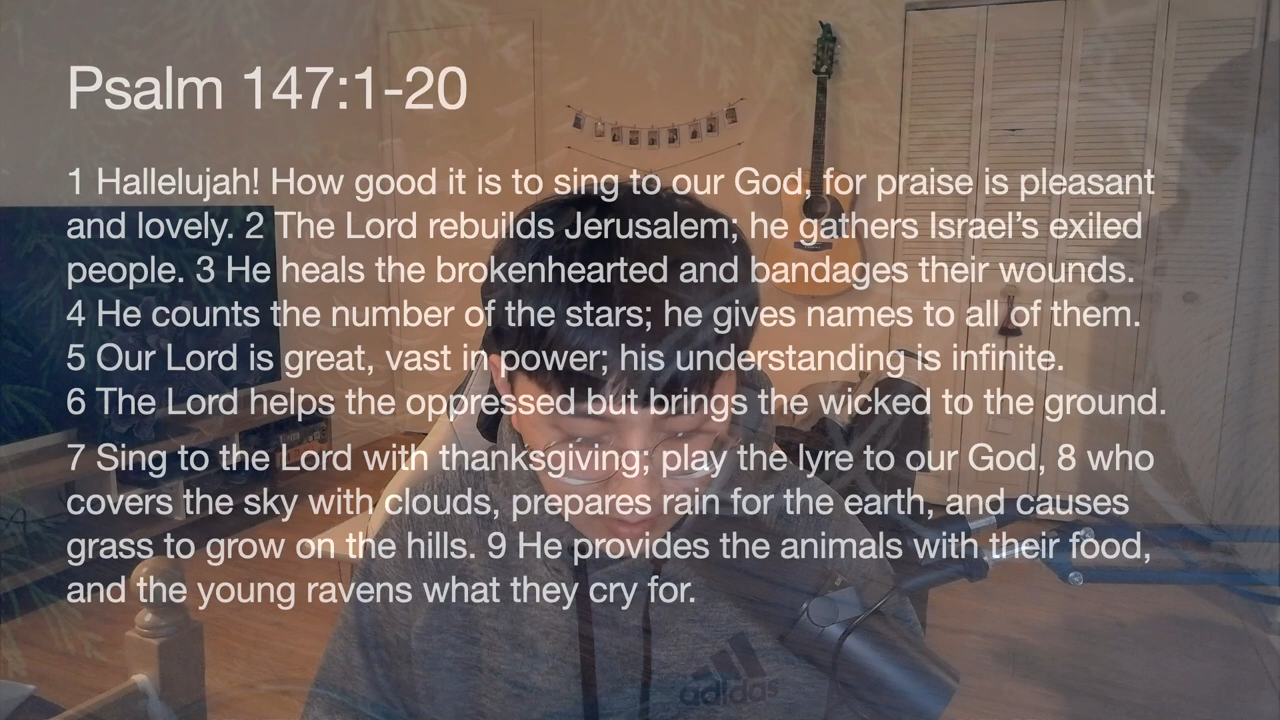 Psalm 147:1-20
1 Hallelujah! How good it is to sing to our God, for praise is pleasant
and lovely. 2 The Lord rebuilds Jerusalem; he gathers Israel’s exiled
people. 3 He heals the brokenhearted and bandages their wounds.
4 He counts the number of the stars; he gives names to all of them.
5 Our Lord is great, vast in power; his understanding is infinite.
6 The Lord helps the oppressed but brings the wicked to the ground.
7 Sing to the Lord with thanksgiving; play the lyre to our God, 8 who
covers the sky with clouds, prepares rain for the earth, and causes
grass to grow on the hills. 9 He provides the animals with their food,
and the young ravens what they cry for.
adidas